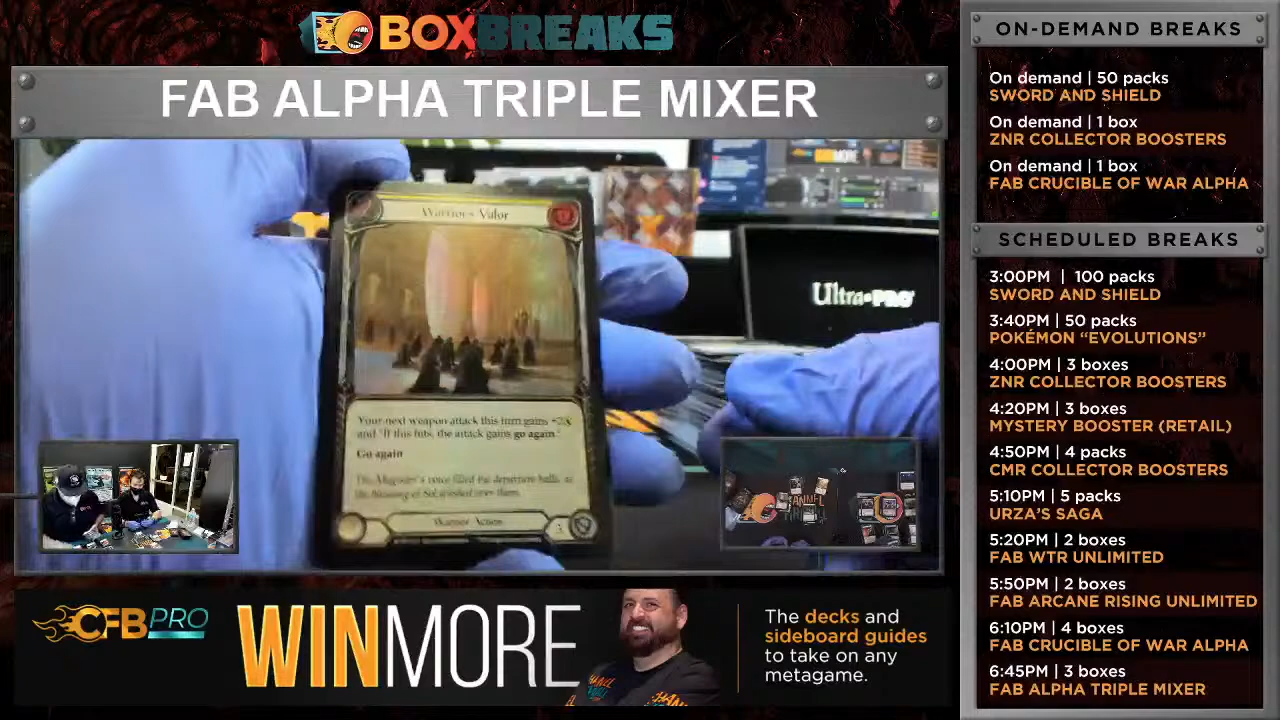 BOXBREAKS
FAB ALPHA TRIPLE MIXER
Warrior's Valor
Ultra•PRO
Your next weapon attack this turn gains
and "If this hits, the attack gains go again."
Go again
Warrior Action
CFBPRO
WINMORE
The decks and
sideboard guides
to take on any
metagame.
ON-DEMAND BREAKS
On demand | 50 packs
SWORD AND SHIELD
On demand | 1 box
ZNR COLLECTOR BOOSTERS
On demand | 1 box
FAB CRUCIBLE OF WAR ALPHA
SCHEDULED BREAKS
3:00PM | 100 packs
SWORD AND SHIELD
3:40PM | 50 packs
POKÉMON “EVOLUTIONS”
4:00PM | 3 boxes
ZNR COLLECTOR BOOSTERS
4:20PM | 3 boxes
MYSTERY BOOSTER (RETAIL)
4:50PM | 4 packs
CMR COLLECTOR BOOSTERS
5:10PM | 5 packs
URZA’S SAGA
5:20PM | 2 boxes
FAB WTR UNLIMITED
5:50PM | 2 boxes
FAB ARCANE RISING UNLIMITED
6:10PM | 4 boxes
FAB CRUCIBLE OF WAR ALPHA
6:45PM | 3 boxes
FAB ALPHA TRIPLE MIXER